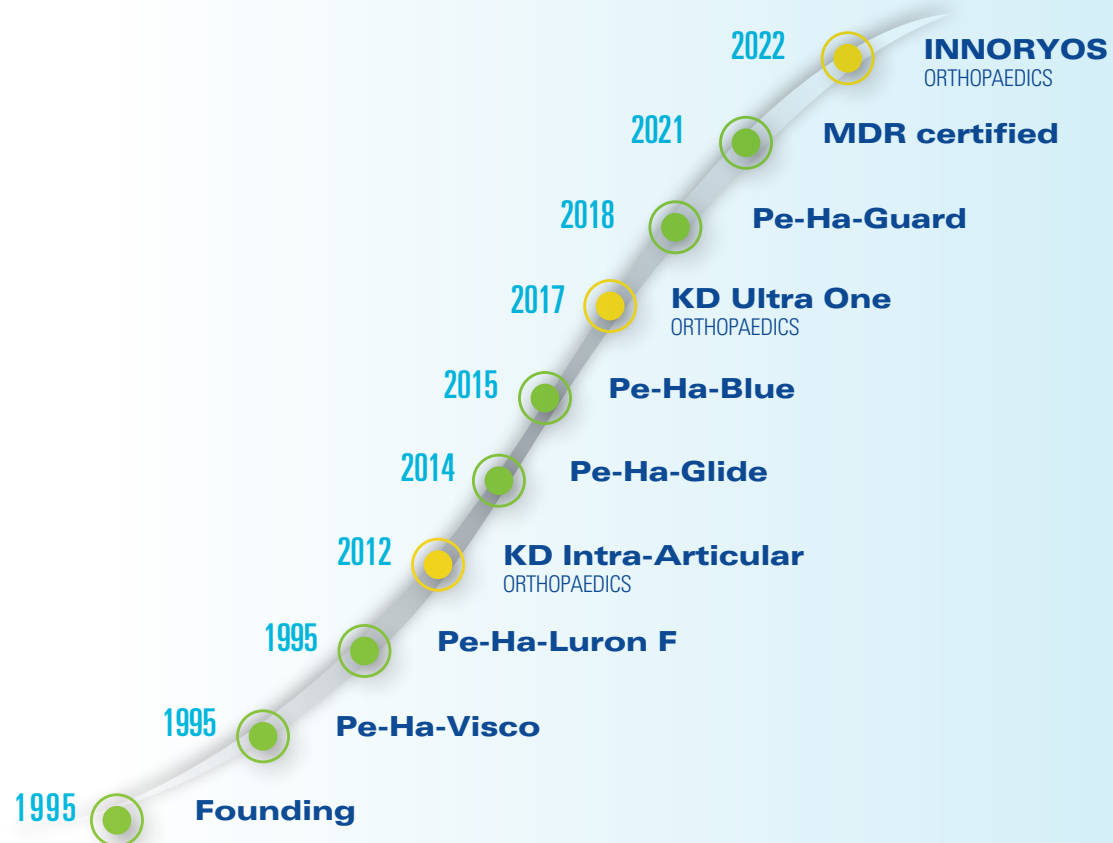 2022
INNORYOS
ORTHOPAEDICS
2021
MDR certified
2018
Pe-Ha-Guard
2017
KD Ultra One
ORTHOPAEDICS
2015
Pe-Ha-Blue
2014
Pe-Ha-Glide
2012
KD Intra-Articular
ORTHOPAEDICS
1995
Pe-Ha-Luron F
1995
Pe-Ha-Visco
1995
Founding